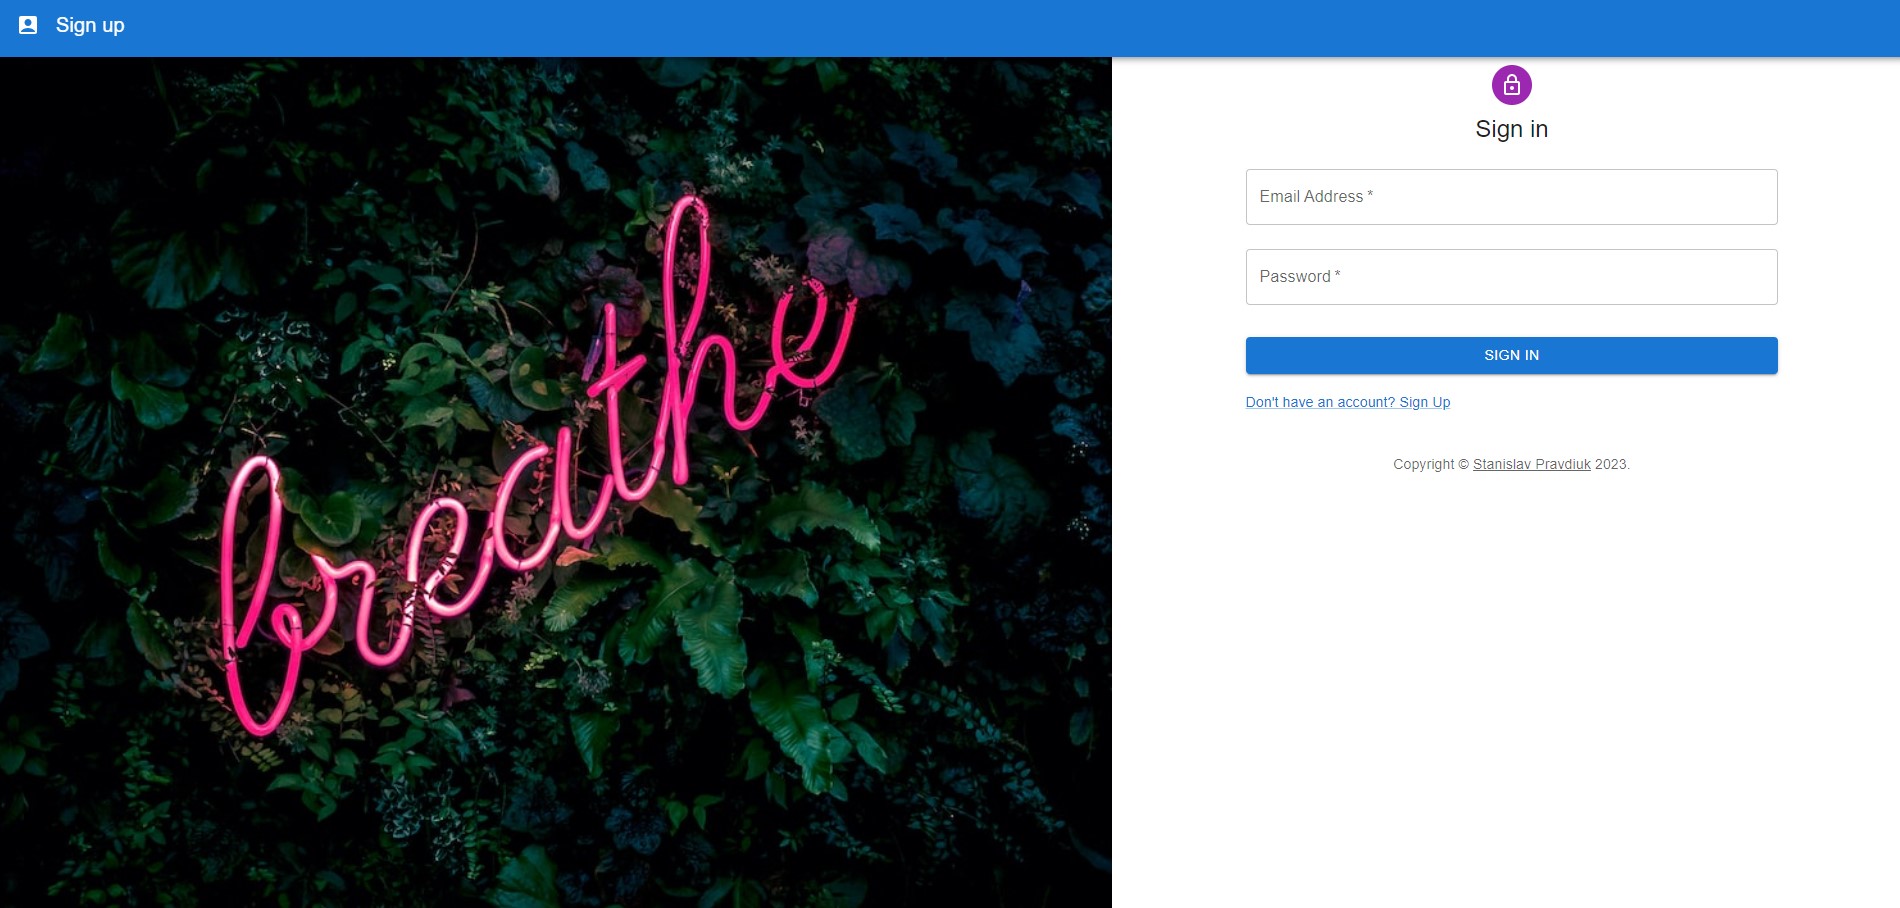 Sign up
breathe
Sign in
Email Address *
Password *
SIGN IN
Don't have an account? Sign Up
Copyright © Stanislav Pravdiuk 2023.